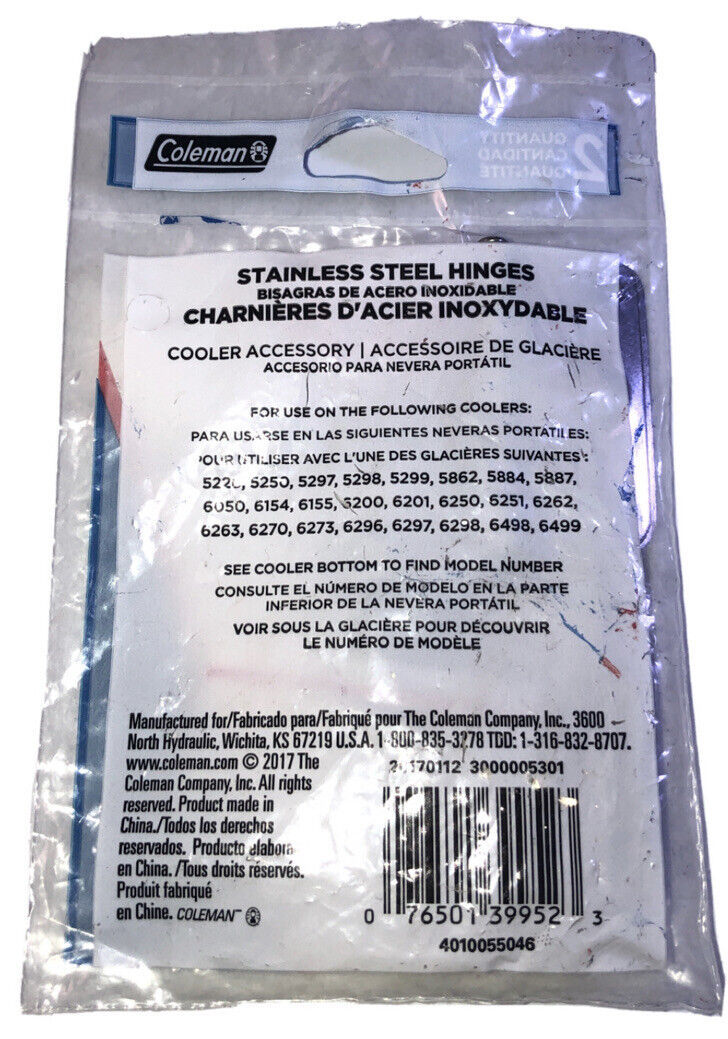 Coleman
QUANTITY
CANTIDAD
QUANTITÉ
2
STAINLESS STEEL HINGES
BISAGRAS DE ACERO INOXIDABLE
CHARNIÈRES D'ACIER INOXYDABLE
COOLER ACCESSORY | ACCESSOIRE DE GLACIÈRE
ACCESORIO PARA NEVERA PORTÁTIL
FOR USE ON THE FOLLOWING COOLERS:
PARA USARSE EN LAS SIGUIENTES NEVERAS PORTATILES:
POUR UTILISER AVEC L'UNE DES GLACIÈRES SUIVANTES :
5250, 5297, 5298, 5299, 5862, 5884, 5887,
6050, 6154, 6155, 6200, 6201, 6250, 6251, 6262,
6263, 6270, 6273, 6296, 6297, 6298, 6498, 6499
SEE COOLER BOTTOM TO FIND MODEL NUMBER
CONSULTE EL NÚMERO DE MODELO EN LA PARTE
INFERIOR DE LA NEVERA PORTÁTIL
VOIR SOUS LA GLACIÈRE POUR DÉCOUVRIR
LE NUMÉRO DE MODÈLE
Manufactured for/Fabricado para/Fabriqué pour The Coleman Company, Inc., 3600
North Hydraulic, Wichita, KS 67219 U.S.A. 1-800-835-3278 TDD: 1-316-832-8707.
www.coleman.com © 2017 The
Coleman Company, Inc. All rights
reserved. Product made in
China./Todos los derechos
reservados. Producto elabora
en China. /Tous droits réservés.
Produit fabriqué
en Chine. COLEMAN™
20170112 3000005301
0 76501 39952 3
4010055046